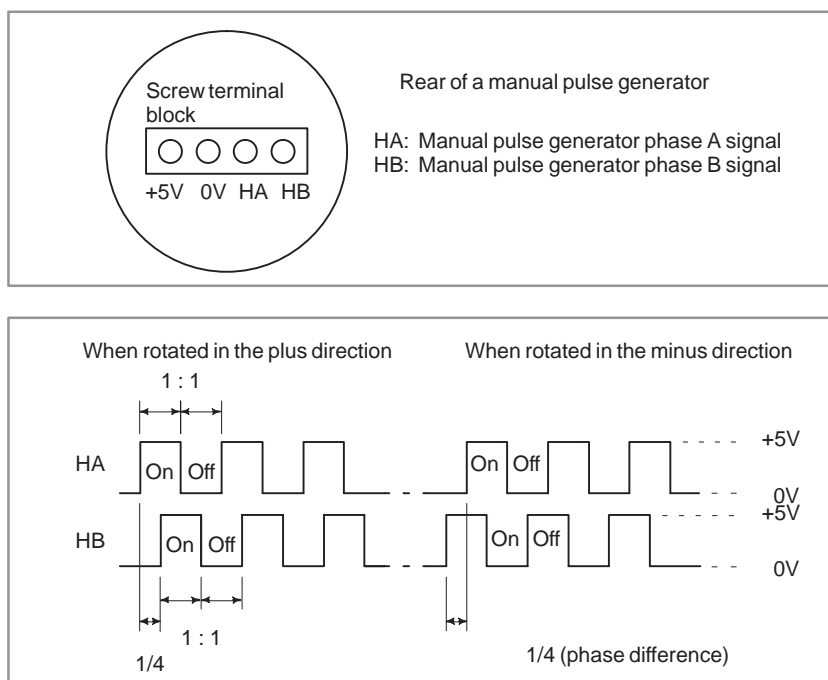 Screw terminal
block
+5V 0V HA HB
Rear of a manual pulse generator
HA: Manual pulse generator phase A signal
HB: Manual pulse generator phase B signal
When rotated in the plus direction
When rotated in the minus direction
1 : 1
HA
On Off
On Off
+5V
0V
HB
On Off
On Off
+5V
0V
1 : 1
1/4
1/4 (phase difference)